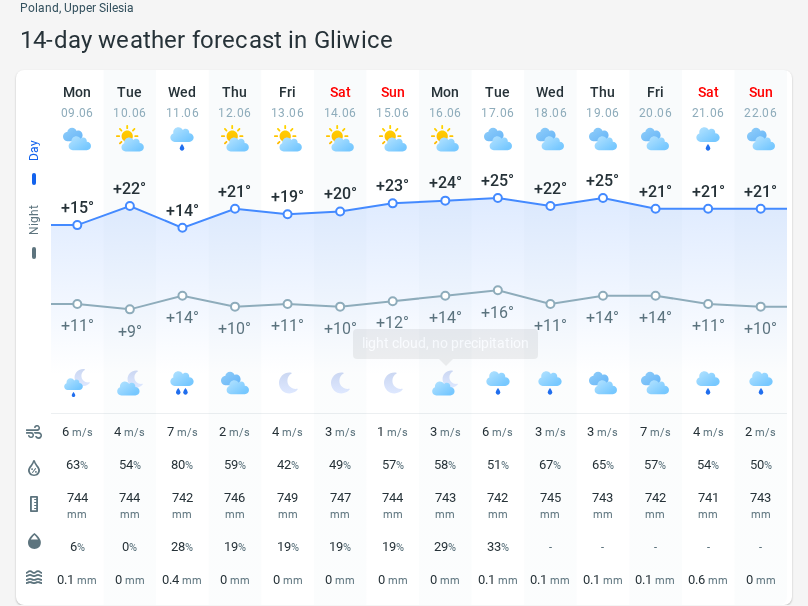 Poland, Upper Silesia
14-day weather forecast in Gliwice
Mon Tue Wed Thu Fri Sat Sun Mon Tue Wed Thu Fri Sat Sun
09.06 10.06 11.06 12.06 13.06 14.06 15.06 16.06 17.06 18.06 19.06 20.06 21.06 22.06
Day
+15° +22° +14° +21° +19° +20° +23° +24° +25° +22° +25° +21° +21° +21°
Night
+11° +9° +14° +10° +11° +10° +12° +14° +16° +11° +14° +14° +11° +10°
light cloud, no precipitation
6 m/s 4 m/s 7 m/s 2 m/s 4 m/s 3 m/s 1 m/s 3 m/s 6 m/s 3 m/s 3 m/s 7 m/s 4 m/s 2 m/s
63% 54% 80% 59% 42% 49% 57% 58% 51% 67% 65% 57% 54% 50%
744 744 742 746 749 747 744 743 742 745 743 742 741 743
mm mm mm mm mm mm mm mm mm mm mm mm mm mm
6% 0% 28% 19% 19% 19% 19% 29% 33% - - - - -
0.1 mm 0 mm 0.4 mm 0 mm 0 mm 0 mm 0 mm 0 mm 0.1 mm 0.1 mm 0.1 mm 0.1 mm 0.6 mm 0 mm